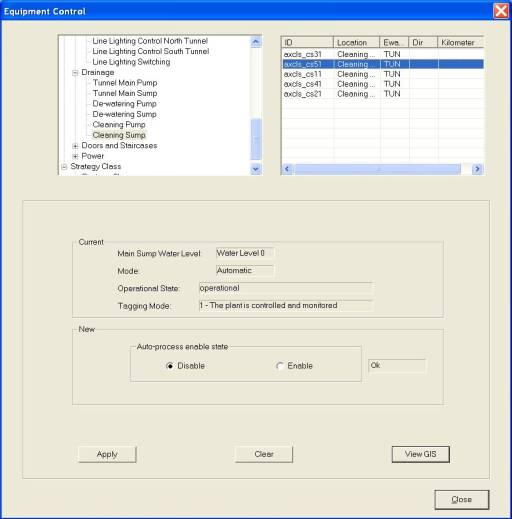 Equipment Control
Line Lighting Control North Tunnel
Line Lighting Control South Tunnel
Line Lighting Switching
Drainage
Tunnel Main Pump
Tunnel Main Sump
De-watering Pump
De-watering Sump
Cleaning Pump
Cleaning Sump
Doors and Staircases
Power
Strategy Class
ID Location Ewa... Dir Kilometer
axcls_cs31 Cleaning ... TUN
axcls_cs51 Cleaning ... TUN
axcls_cs11 Cleaning ... TUN
axcls_cs41 Cleaning ... TUN
axcls_cs21 Cleaning ... TUN
Current
Main Sump Water Level: Water Level 0
Mode: Automatic
Operational State: operational
Tagging Mode: 1 - The plant is controlled and monitored
New
Auto-process enable state
Disable Enable Ok
Apply Clear View GIS
Close